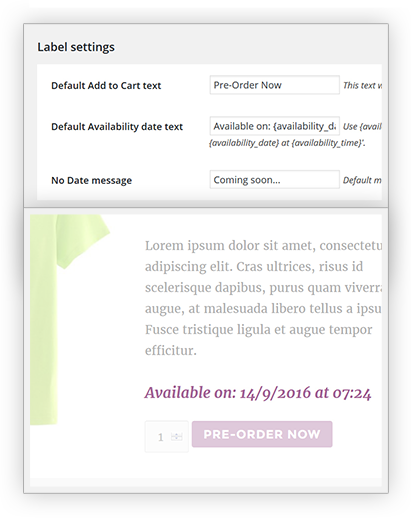 Label settings
Default Add to Cart text
Pre-Order Now
This text
Default Availability date text
Available on: {availability_d
Use
{availability_date} at {availability_time}'.
No Date message
Coming soon...
Default
Lorem ipsum dolor sit amet, consectetu
adipiscing elit. Cras ultrices, risus id
scelerisque dapibus, purus quam viverr
augue, at malesuada libero tellus a ipsu
Fusce tristique ligula et augue tempor
efficitur.
Available on: 14/9/2016 at 07:24
1
PRE-ORDER NOW